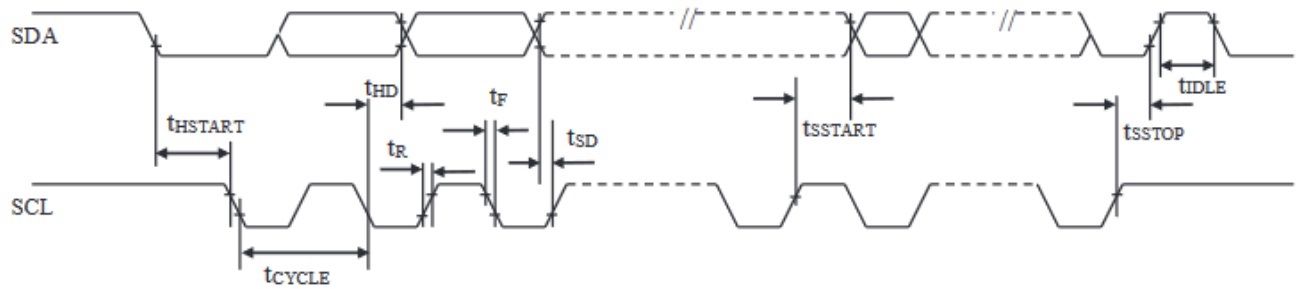 SDA
//
//
tHD
tF
tIDLE
tHSTART
tSSTART
tSSTOP
tR
tSD
SCL
tCYCLE